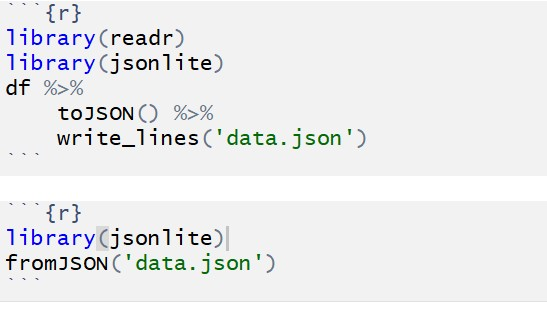 ```{r}
library(readr)
library(jsonlite)
df %>%
    toJSON() %>%
    write_lines('data.json')
```
```{r}
library(jsonlite)
fromJSON('data.json')
```